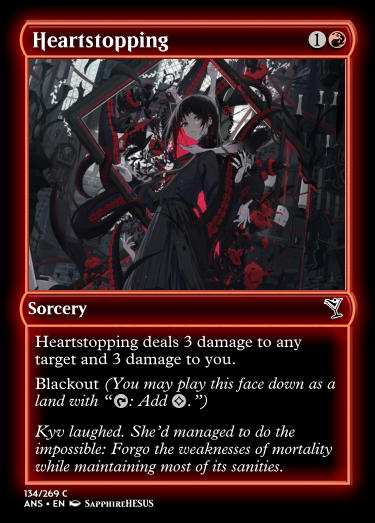 Heartstopping 1
Sorcery
Heartstopping deals 3 damage to any
target and 3 damage to you.
Blackout (You may play this face down as a
land with “: Add .”)
Kyv laughed. She’d managed to do the
impossible: Forgo the weaknesses of mortality
while maintaining most of its sanities.
134/269 C
ANS • EN SapphireHESUS